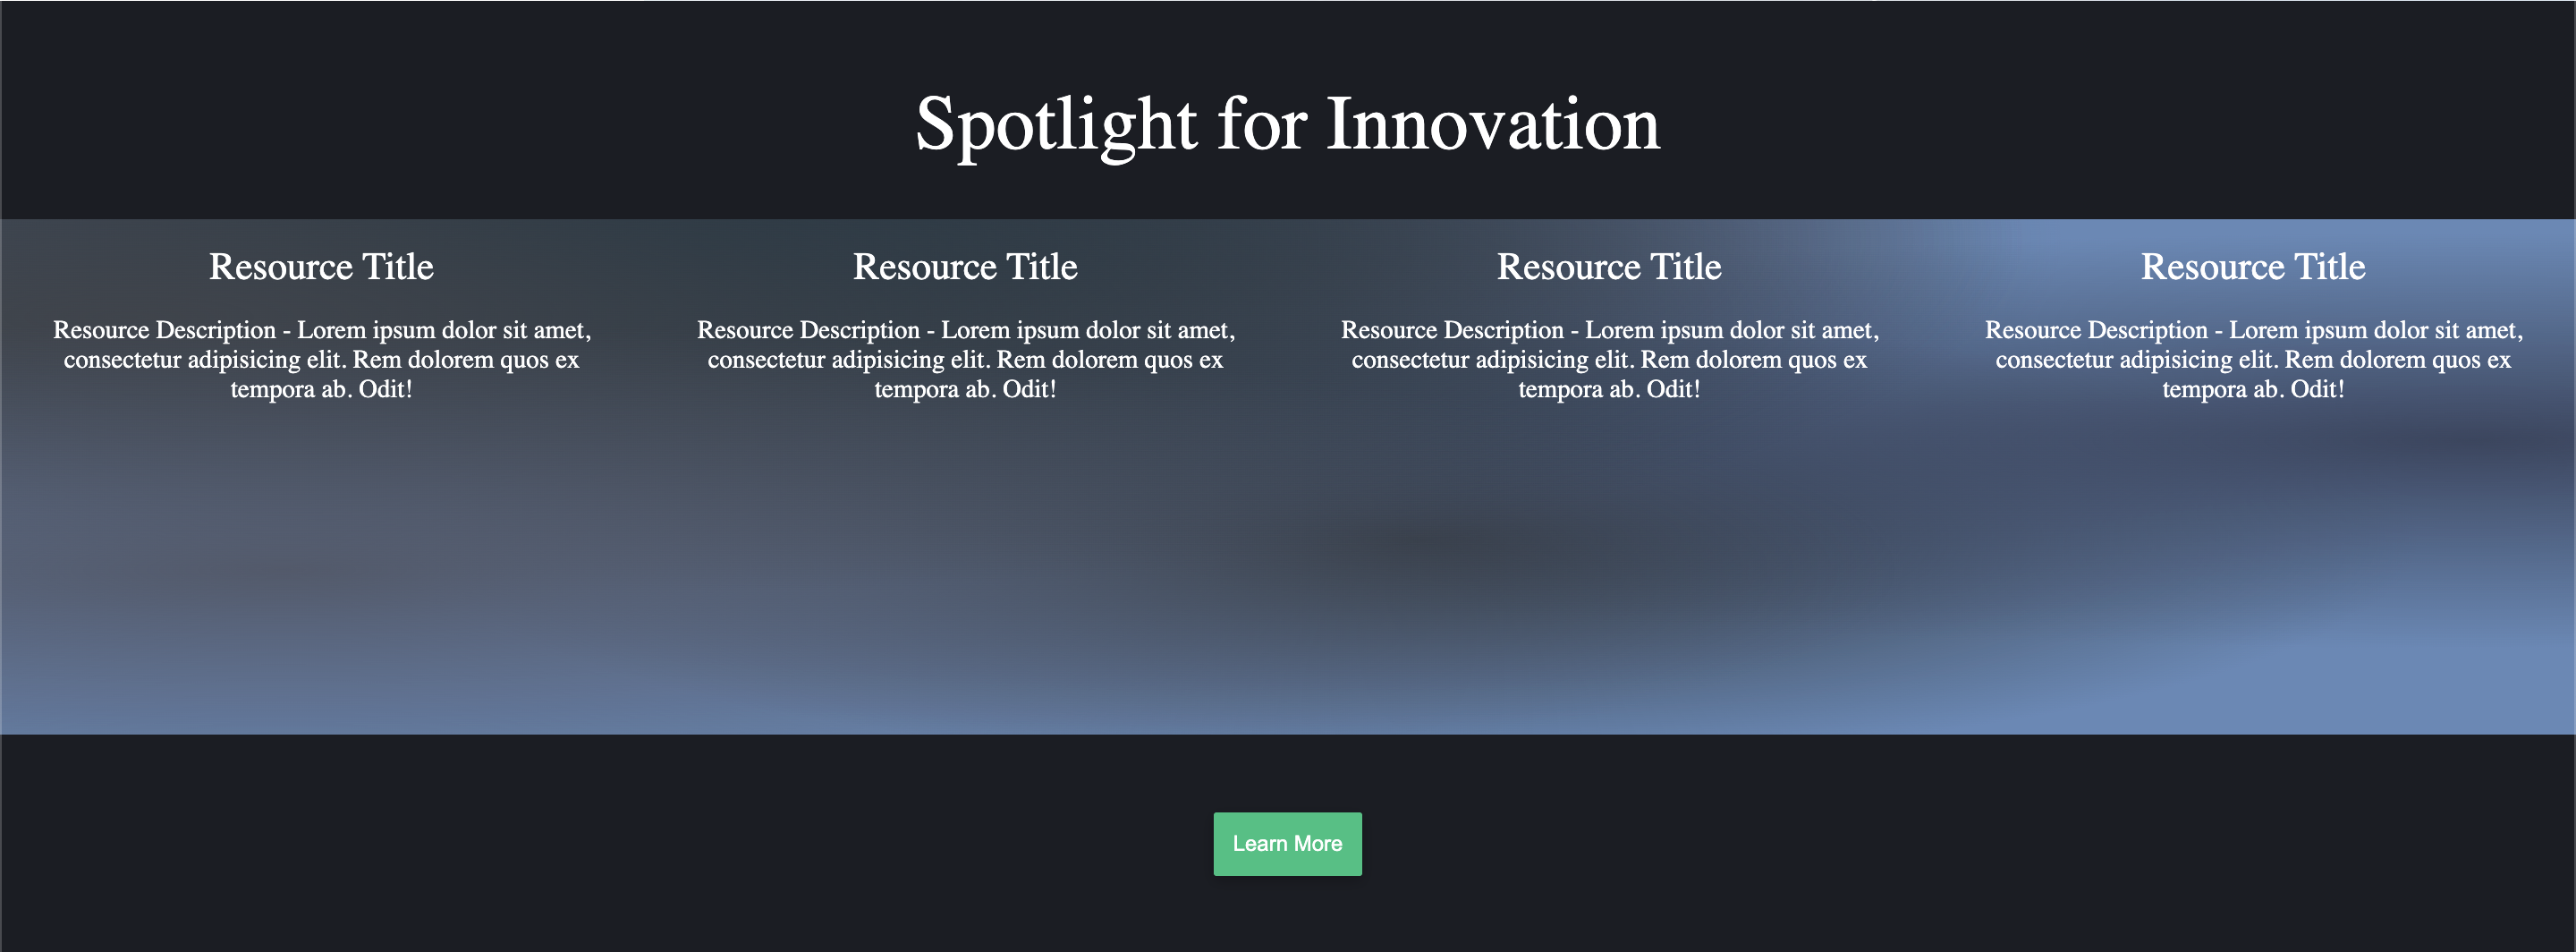 Spotlight for Innovation
Resource Title
Resource Description - Lorem ipsum dolor sit amet,
consectetur adipisicing elit. Rem dolorem quos ex
tempora ab. Odit!
Resource Title
Resource Description - Lorem ipsum dolor sit amet,
consectetur adipisicing elit. Rem dolorem quos ex
tempora ab. Odit!
Resource Title
Resource Description - Lorem ipsum dolor sit amet,
consectetur adipisicing elit. Rem dolorem quos ex
tempora ab. Odit!
Resource Title
Resource Description - Lorem ipsum dolor sit amet,
consectetur adipisicing elit. Rem dolorem quos ex
tempora ab. Odit!
Learn More